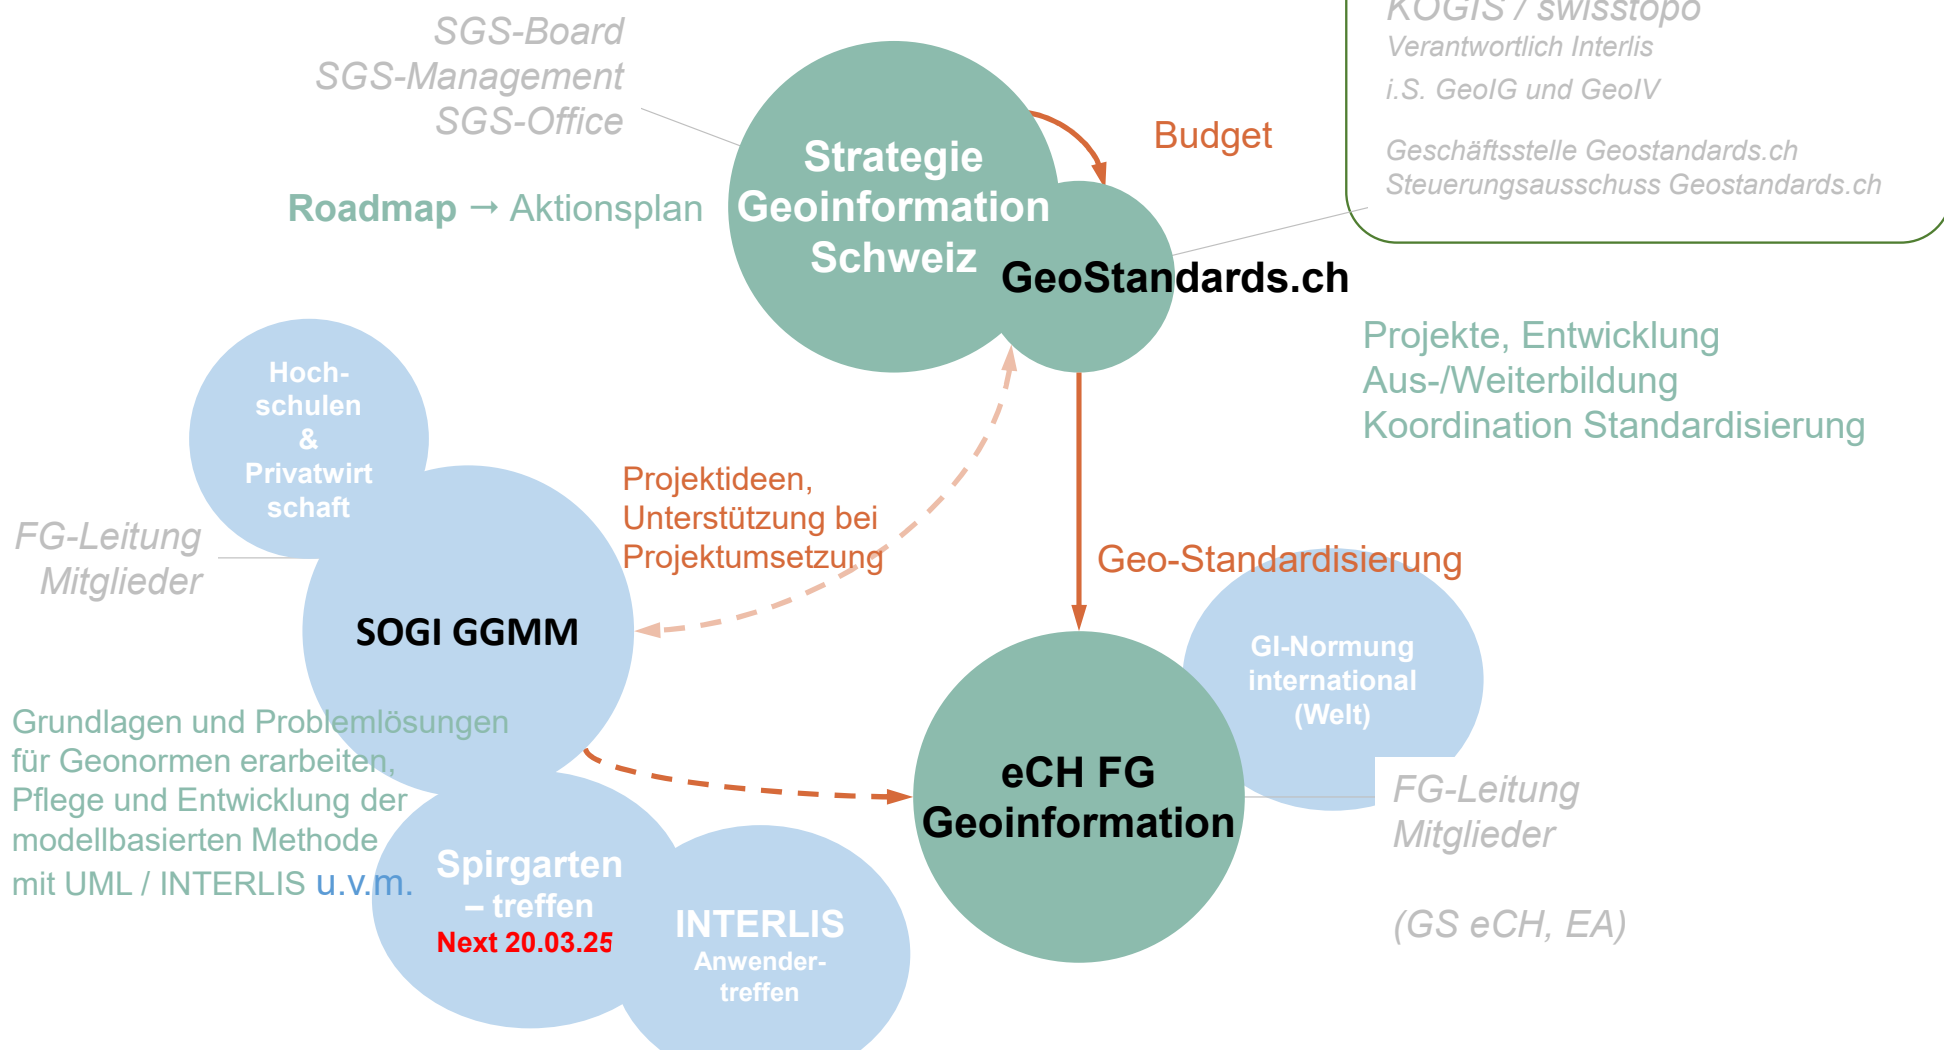 SGS-Board
SGS-Management
SGS-Office
KOGIS / swisstopo
Verantwortlich Interlis
i.S. GeoIG und GeoIV
Geschäftsstelle Geostandards.ch
Steuerungsausschuss Geostandards.ch
Budget
Strategie
Geoinformation
Schweiz
Roadmap → Aktionsplan
GeoStandards.ch
Projekte, Entwicklung
Aus-/Weiterbildung
Koordination Standardisierung
Hoch-
schulen
&
Privatwirt
schaft
Projektideen,
Unterstützung bei
Projektumsetzung
FG-Leitung
Mitglieder
Geo-Standardisierung
SOGI GGMM
GI-Normung
international
(Welt)
Grundlagen und Problemlösungen
für Geonormen erarbeiten,
Pflege und Entwicklung der
modellbasierten Methode
mit UML / INTERLIS u.v.m.
eCH FG
Geoinformation
FG-Leitung
Mitglieder
(GS eCH, EA)
Spirgarten
– treffen
Next 20.03.25
INTERLIS
Anwender-
treffen